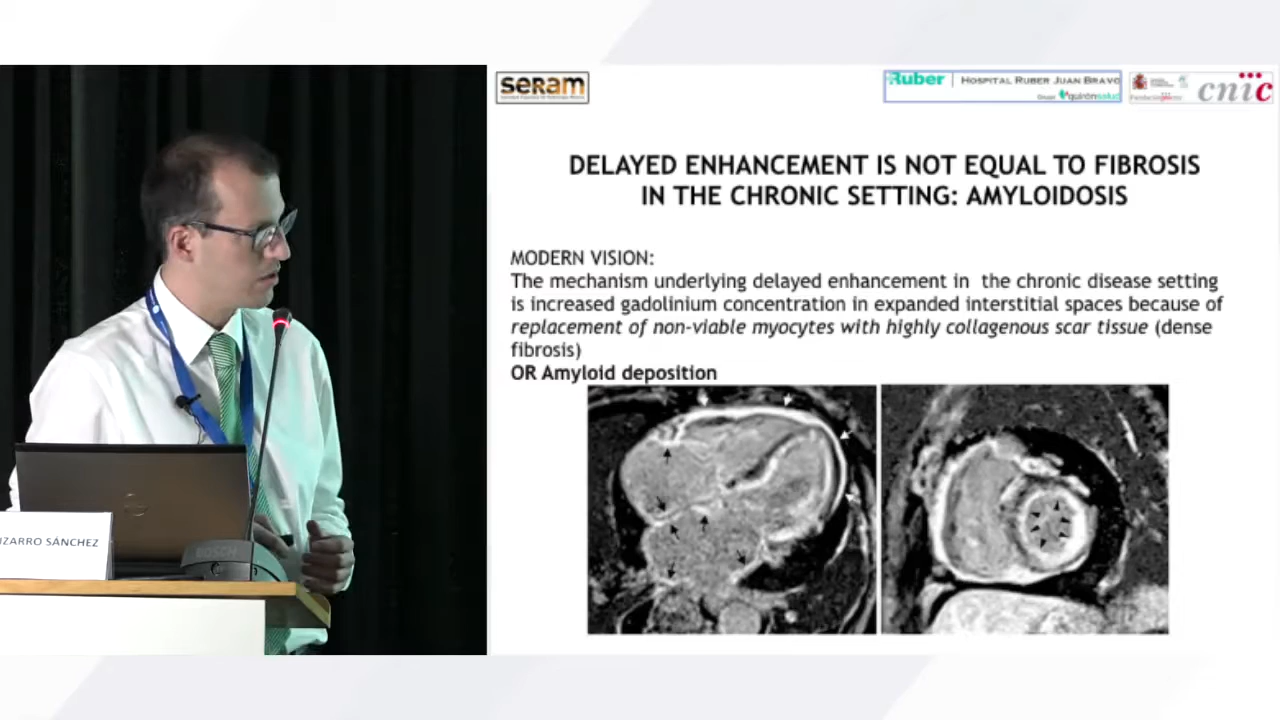 seram
Ruber
HOSPITAL RUBER JUAN BRAVO
Grupo quirónsalud
cnic
DELAYED ENHANCEMENT IS NOT EQUAL TO FIBROSIS
IN THE CHRONIC SETTING: AMYLOIDOSIS
MODERN VISION:
The mechanism underlying delayed enhancement in the chronic disease setting
is increased gadolinium concentration in expanded interstitial spaces because of
replacement of non-viable myocytes with highly collagenous scar tissue (dense
fibrosis)
OR Amyloid deposition
IZARRO SÁNCHEZ
BOSCH